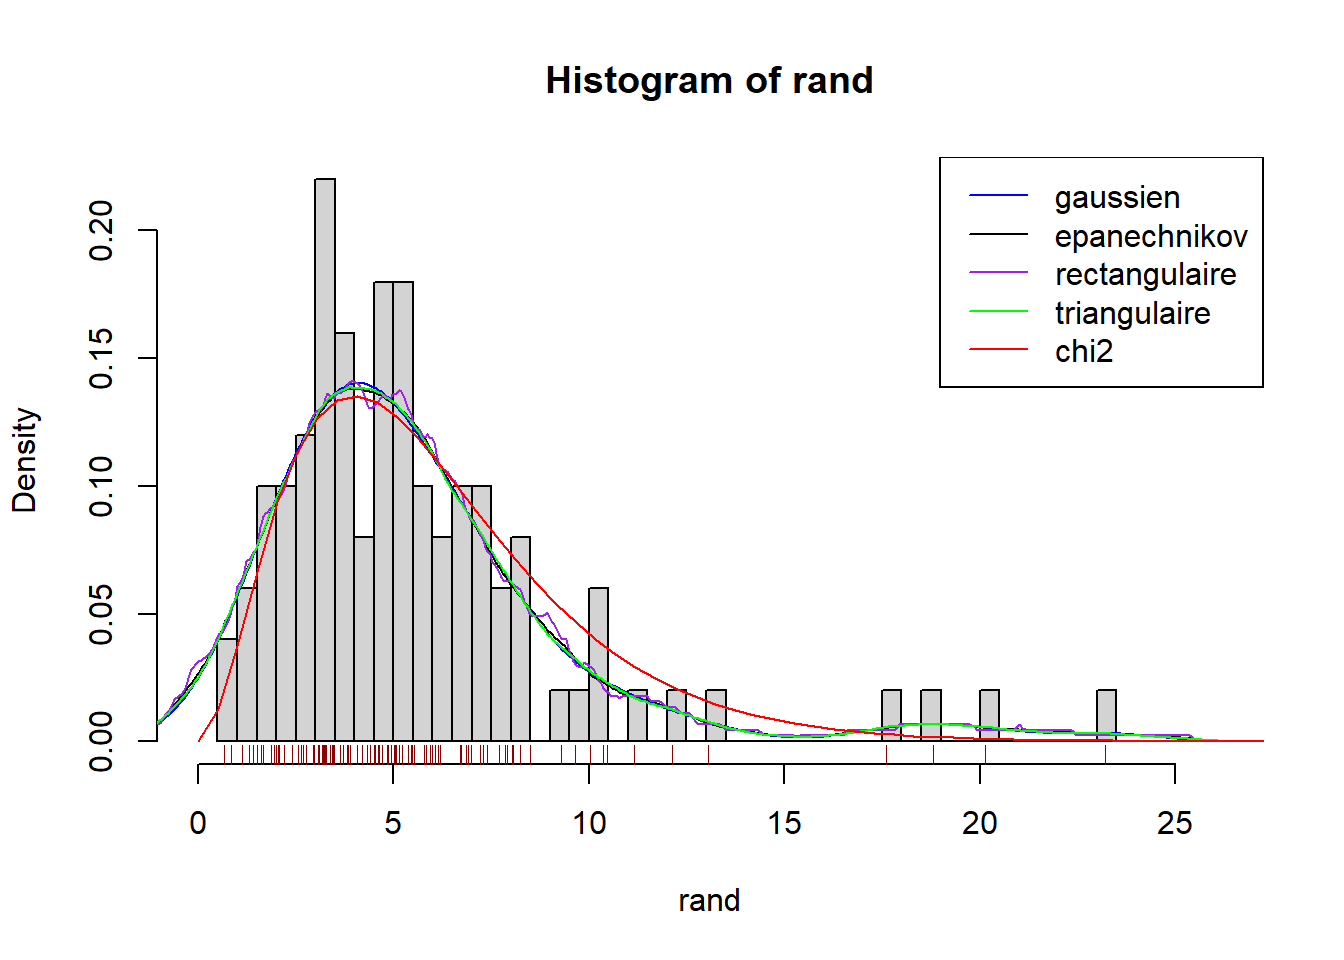 Histogram of rand
gaussien
epanechnikov
rectangulaire
triangulaire
chi2
Density
0.20
0.15
0.10
0.05
0.00
0 5 10 15 20 25
rand